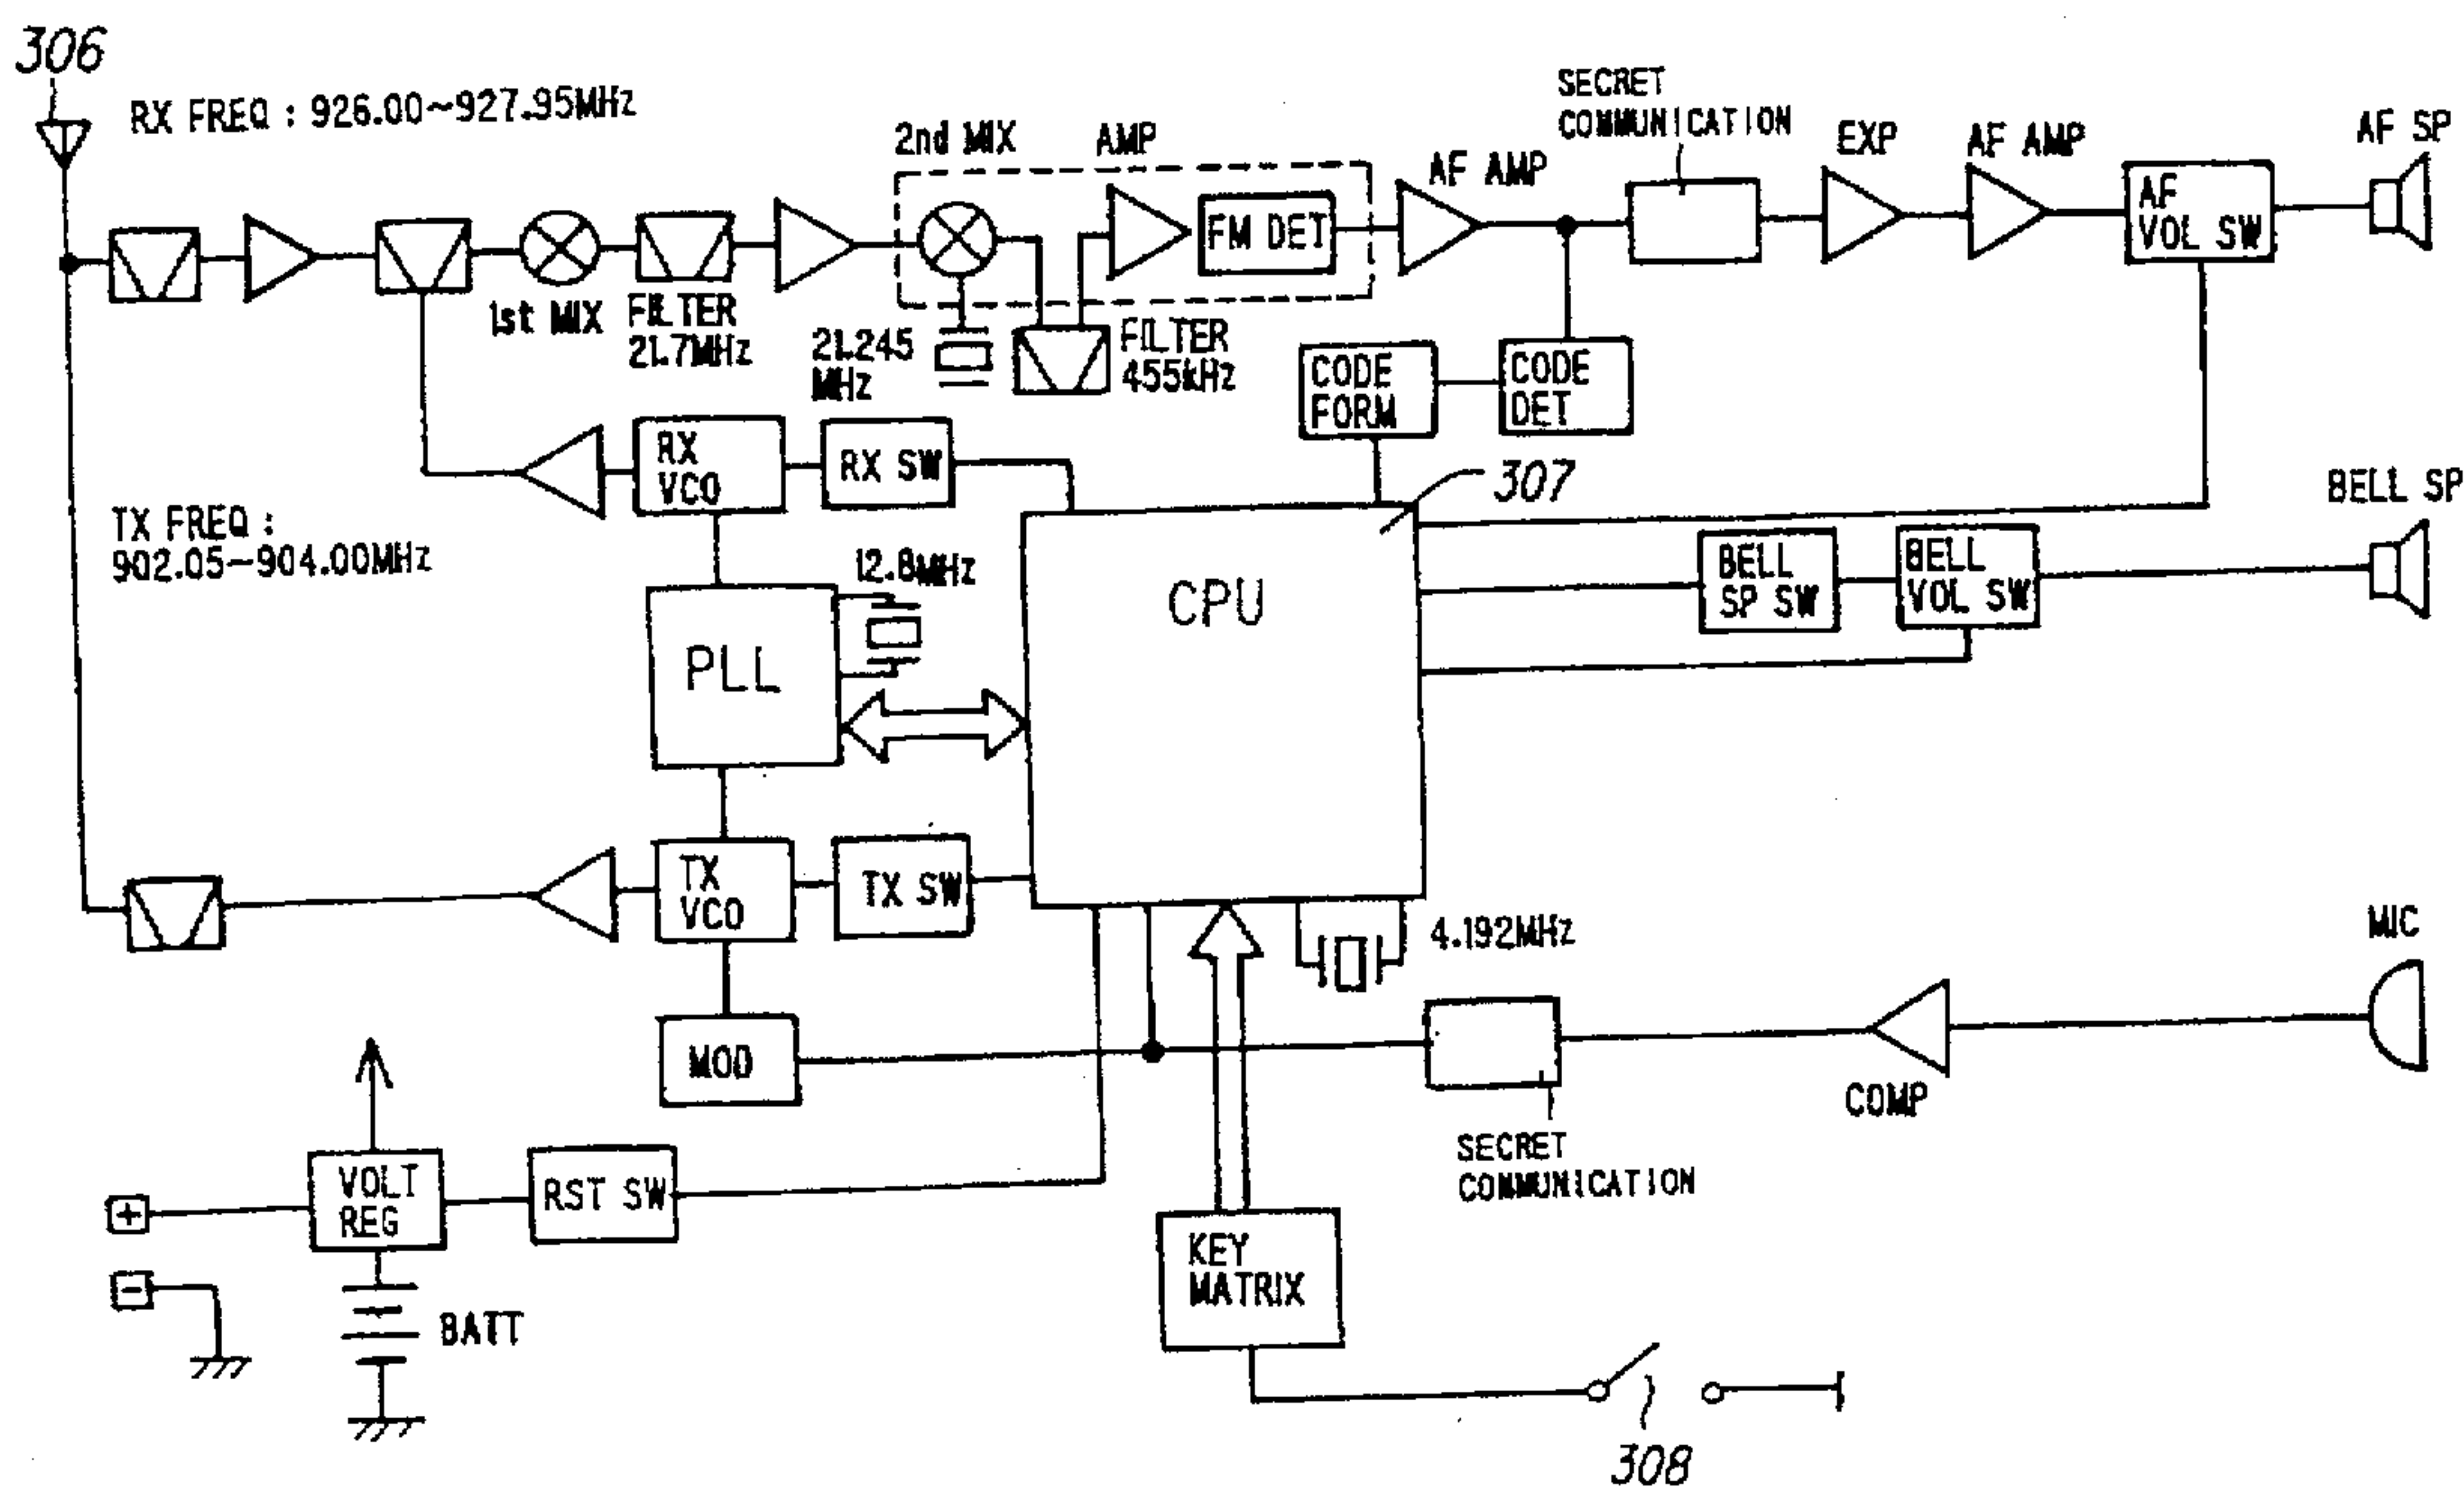 306
RX FREQ : 926.00~927.95MHz
2nd MIX
AMP
AF AMP
SECRET
COMMUNICATION
EXP
AF AMP
AF SP
AF
VOL SW
FM DET
1st MIX
FILTER
21.7MHz
21.245
MHz
FILTER
455kHz
CODE
FORM
CODE
DET
RX
VCO
RX SW
307
BELL SP
TX FREQ :
902.05-904.00MHz
12.8MHz
CPU
BELL
SP SW
BELL
VOL SW
PLL
TX
VCO
TX SW
4.192MHz
MIC
MOD
COMP
SECRET
COMMUNICATION
VOLT
REG
RST SW
+
-
KEY
MATRIX
BATT
308